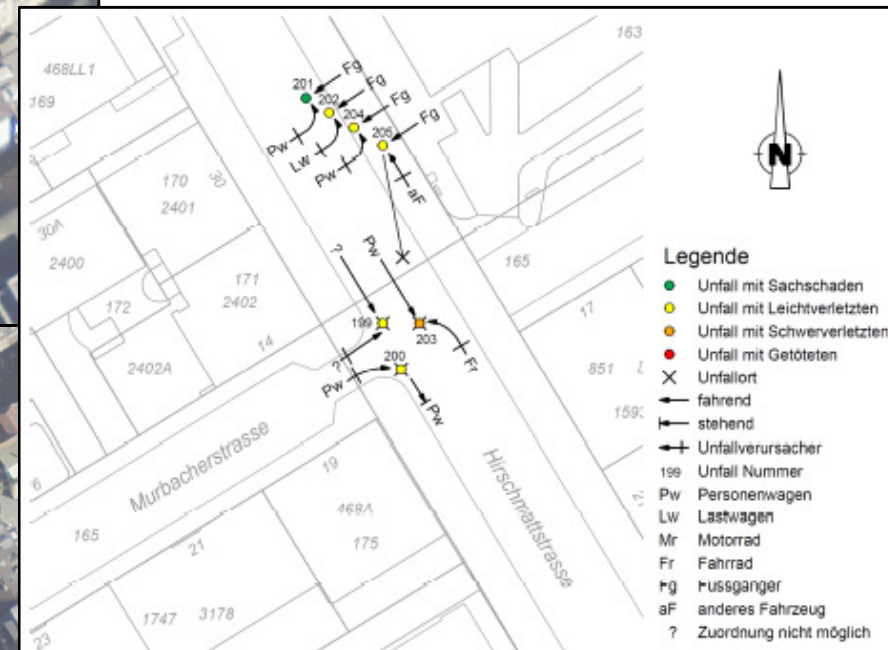 163
468LL1
169
201
Fg
202
Fg
204
Fg
205
Fg
Pw
Lw
Pw
aF
N
170
2401
30
30A
2400
171
2402
172
2402A
14
?
Pw
165
17
199
203
?
200
Pw
Pw
Fr
851
Murbacherstrasse
Hirschmattstrasse
19
468A
175
165
21
1747 3178
23
Legende
Unfall mit Sachschaden
Unfall mit Leichtverletzten
Unfall mit Schwerverletzten
Unfall mit Getöteten
Unfallort
fahrend
stehend
Unfallverursacher
199 Unfall Nummer
Pw Personenwagen
Lw Lastwagen
Mr Motorrad
Fr Fahrrad
Fg Fussgänger
aF anderes Fahrzeug
? Zuordnung nicht möglich